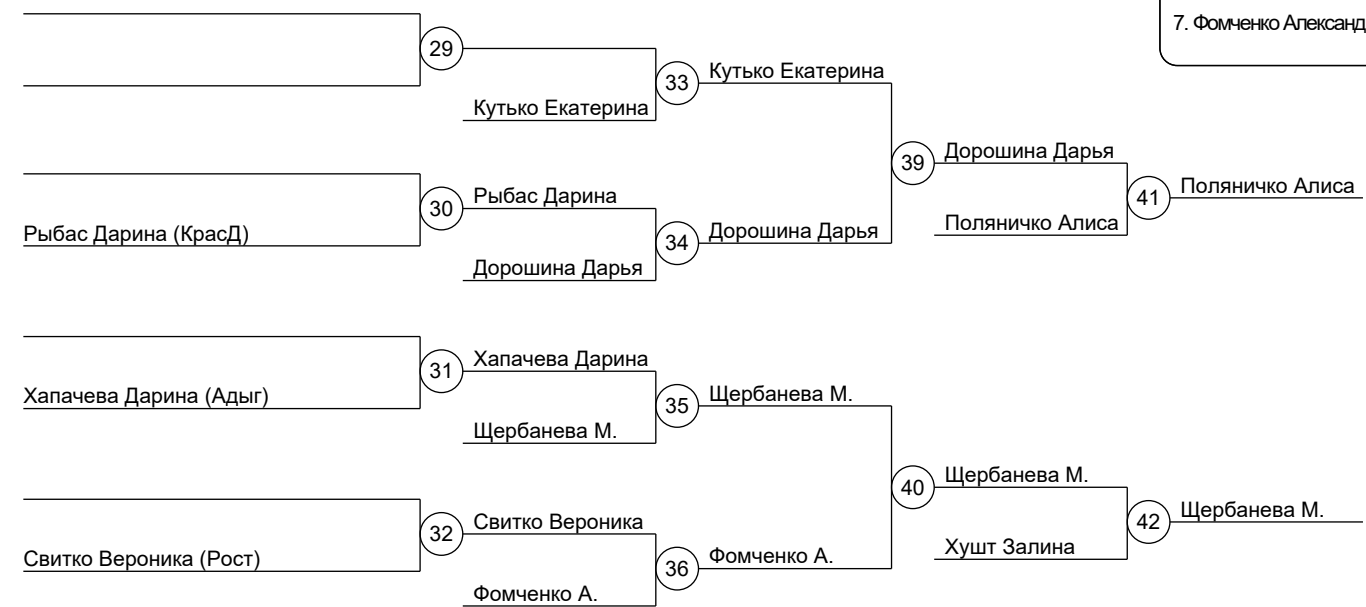 7. Фомченко Александ
29
33
Кутько Екатерина
Кутько Екатерина
39
Дорошина Дарья
30
Рыбас Дарина
41
Поляничко Алиса
Рыбас Дарина (КрасД)
34
Дорошина Дарья
Поляничко Алиса
Дорошина Дарья
31
Хапачева Дарина
Хапачева Дарина (Адыг)
35
Щербанева М.
Щербанева М.
40
Щербанева М.
32
Свитко Вероника
42
Щербанева М.
Свитко Вероника (Рост)
36
Фомченко А.
Хушт Залина
Фомченко А.